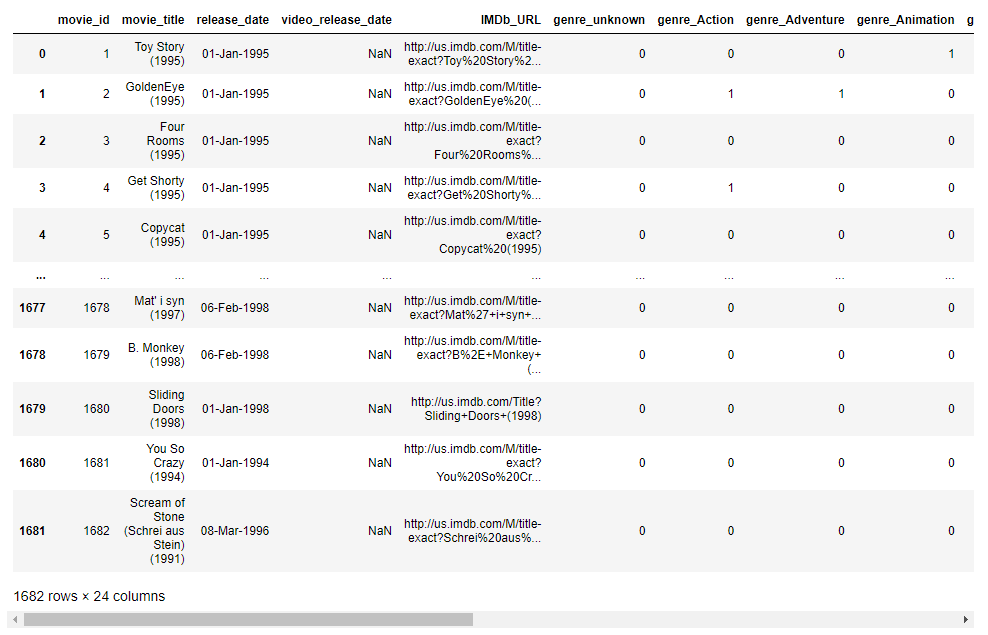 movie_id movie_title release_date video_release_date IMDb_URL genre_unknown genre_Action genre_Adventure genre_Animation g
0 1 Toy Story (1995) 01-Jan-1995 NaN http://us.imdb.com/M/title-exact?Toy%20Story%2... 0 0 0 1
1 2 GoldenEye (1995) 01-Jan-1995 NaN http://us.imdb.com/M/title-exact?GoldenEye%20(... 0 1 1 0
2 3 Four Rooms (1995) 01-Jan-1995 NaN http://us.imdb.com/M/title-exact?Four%20Rooms%... 0 0 0 0
3 4 Get Shorty (1995) 01-Jan-1995 NaN http://us.imdb.com/M/title-exact?Get%20Shorty%... 0 1 0 0
4 5 Copycat (1995) 01-Jan-1995 NaN http://us.imdb.com/M/title-exact?Copycat%20(1995) 0 0 0 0
... ... ... ... ... ... ... ... ... ...
1677 1678 Mat' i syn (1997) 06-Feb-1998 NaN http://us.imdb.com/M/title-exact?Mat%27+i+syn+... 0 0 0 0
1678 1679 B. Monkey (1998) 06-Feb-1998 NaN http://us.imdb.com/M/title-exact?B%2E+Monkey+(... 0 0 0 0
1679 1680 Sliding Doors (1998) 01-Jan-1998 NaN http://us.imdb.com/Title?Sliding+Doors+(1998) 0 0 0 0
1680 1681 You So Crazy (1994) 01-Jan-1994 NaN http://us.imdb.com/M/title-exact?You%20So%20Cr... 0 0 0 0
1681 1682 Scream of Stone (Schrei aus Stein) (1991) 08-Mar-1996 NaN http://us.imdb.com/M/title-exact?Schrei%20aus%... 0 0 0 0
1682 rows × 24 columns